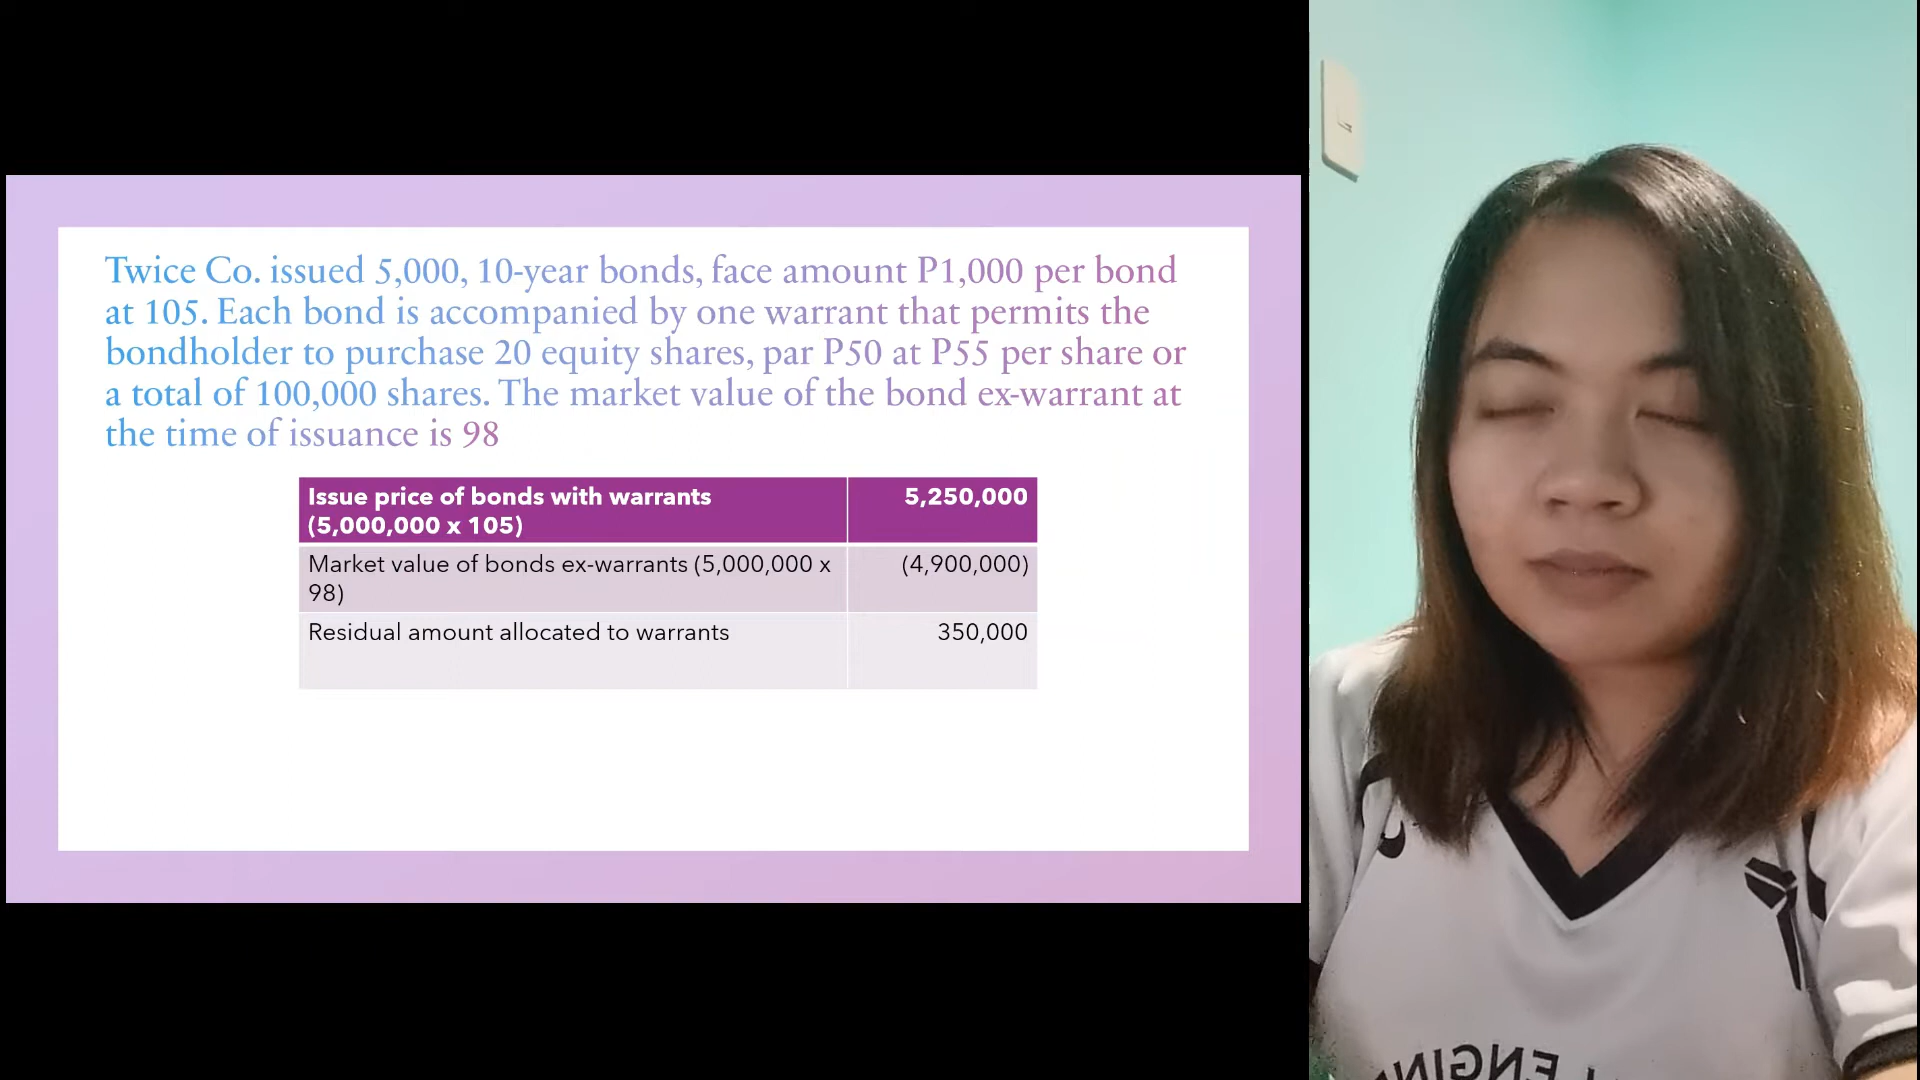 Twice Co. issued 5,000, 10-year bonds, face amount P1,000 per bond
at 105. Each bond is accompanied by one warrant that permits the
bondholder to purchase 20 equity shares, par P50 at P55 per share or
a total of 100,000 shares. The market value of the bond ex-warrant at
the time of issuance is 98
Issue price of bonds with warrants 5,250,000
(5,000,000 x 105)
Market value of bonds ex-warrants (5,000,000 x (4,900,000)
98)
Residual amount allocated to warrants 350,000